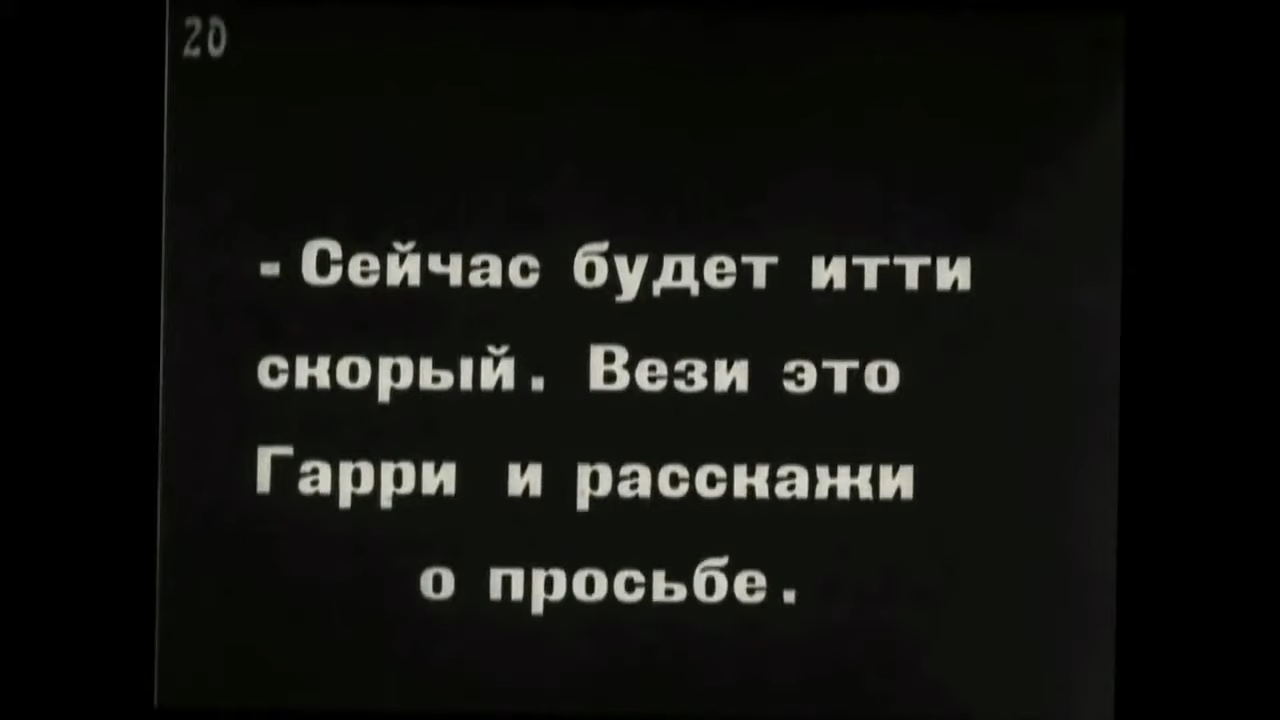 20
- Сейчас будет итти
скорый. Вези это
Гарри и расскажи
о просьбе.